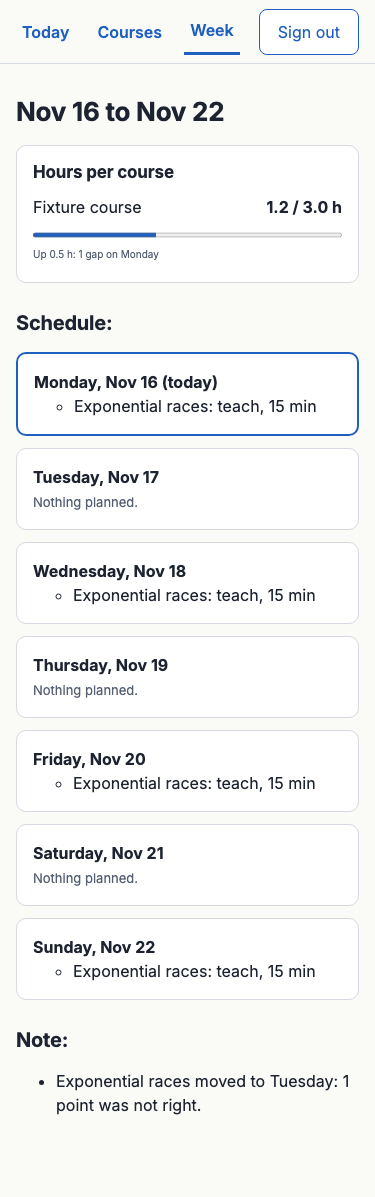 Today Courses Week Sign out
Nov 16 to Nov 22
Hours per course
Fixture course 1.2 / 3.0 h
Up 0.5 h: 1 gap on Monday
Schedule:
Monday, Nov 16 (today)
Exponential races: teach, 15 min
Tuesday, Nov 17
Nothing planned.
Wednesday, Nov 18
Exponential races: teach, 15 min
Thursday, Nov 19
Nothing planned.
Friday, Nov 20
Exponential races: teach, 15 min
Saturday, Nov 21
Nothing planned.
Sunday, Nov 22
Exponential races: teach, 15 min
Note:
Exponential races moved to Tuesday: 1
point was not right.